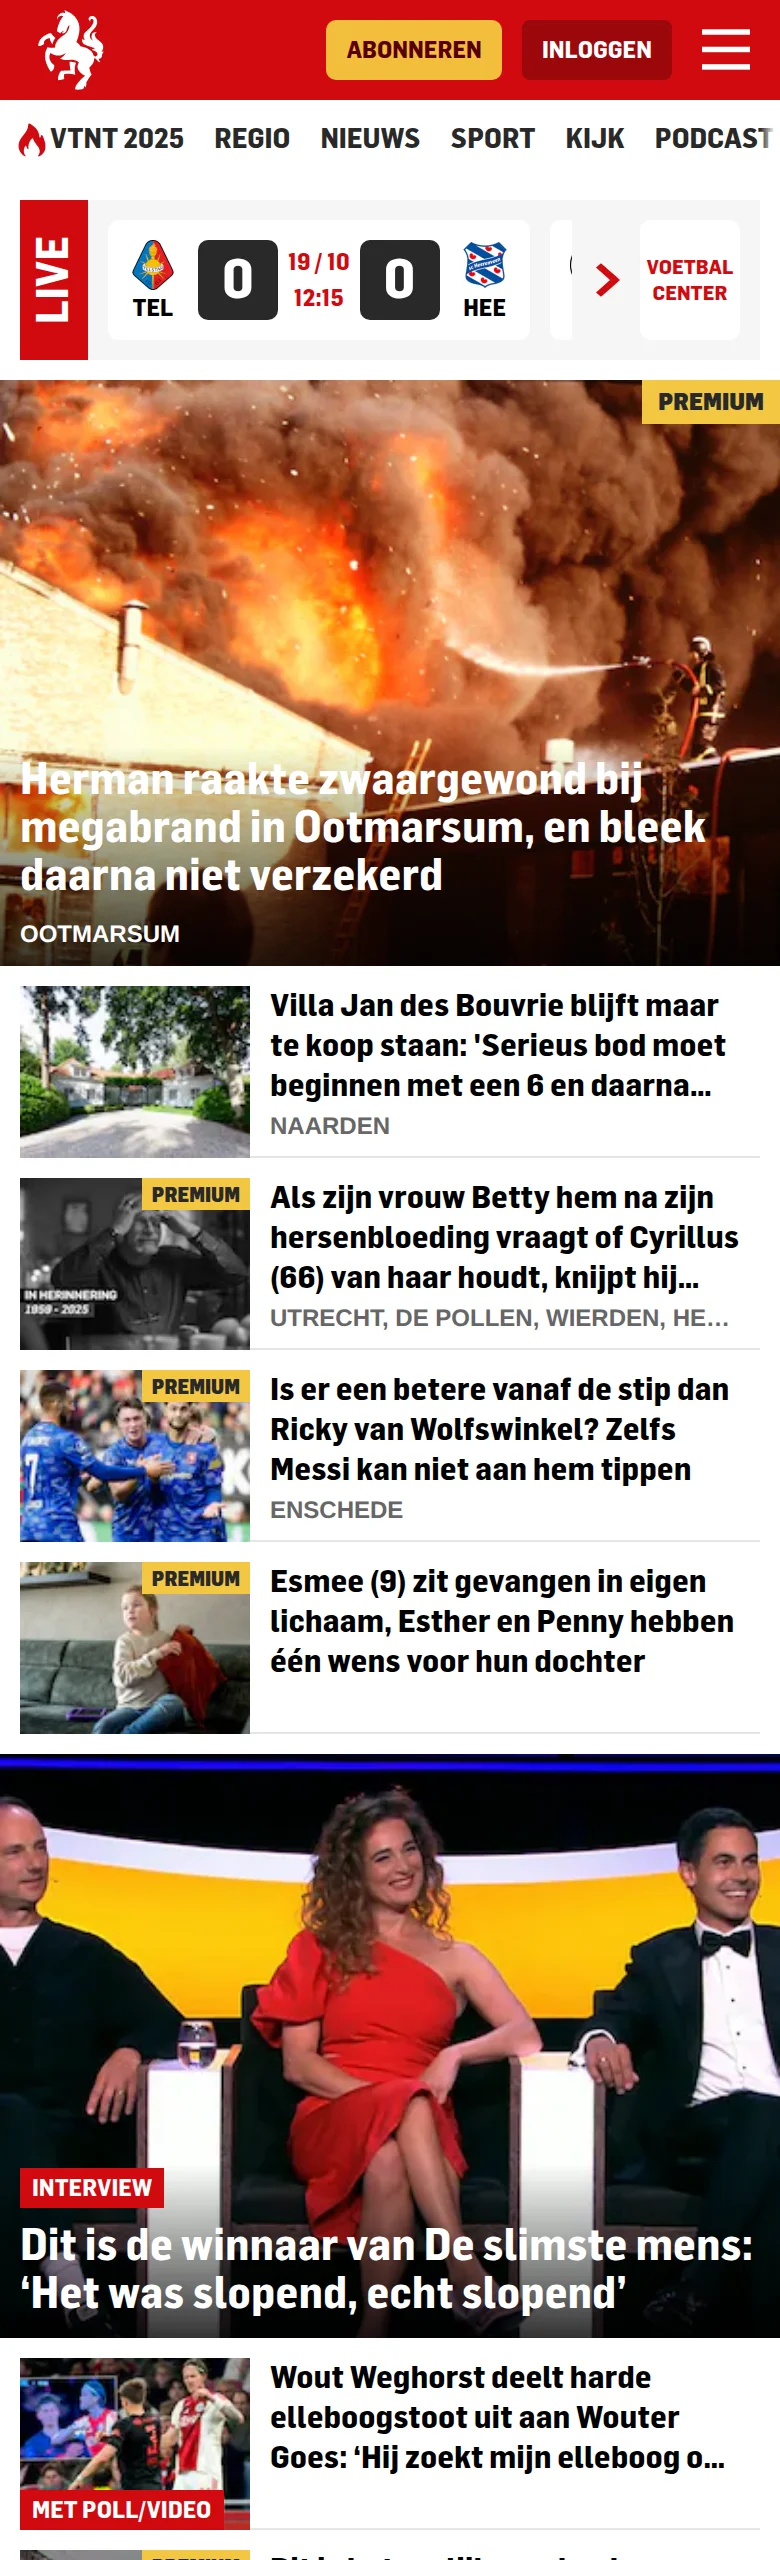 ABONNEREN
INLOGGEN
VTNT 2025 REGIO NIEUWS SPORT KIJK PODCAST
LIVE
TEL
0
19 / 10
12:15
0
HEE
VOETBAL
CENTER
PREMIUM
Herman raakte zwaargewond bij
megabrand in Ootmarsum, en bleek
daarna niet verzekerd
OOTMARSUM
Villa Jan des Bouvrie blijft maar
te koop staan: 'Serieus bod moet
beginnen met een 6 en daarna...
NAARDEN
PREMIUM
IN HERINNERING
1959 - 2025
Als zijn vrouw Betty hem na zijn
hersenbloeding vraagt of Cyrillus
(66) van haar houdt, knijpt hij...
UTRECHT, DE POLLEN, WIERDEN, HE...
PREMIUM
7
Is er een betere vanaf de stip dan
Ricky van Wolfswinkel? Zelfs
Messi kan niet aan hem tippen
ENSCHEDE
PREMIUM
Esmee (9) zit gevangen in eigen
lichaam, Esther en Penny hebben
één wens voor hun dochter
INTERVIEW
Dit is de winnaar van De slimste mens:
‘Het was slopend, echt slopend’
MET POLL/VIDEO
Wout Weghorst deelt harde
elleboogstoot uit aan Wouter
Goes: ‘Hij zoekt mijn elleboog o...
PREMIUM